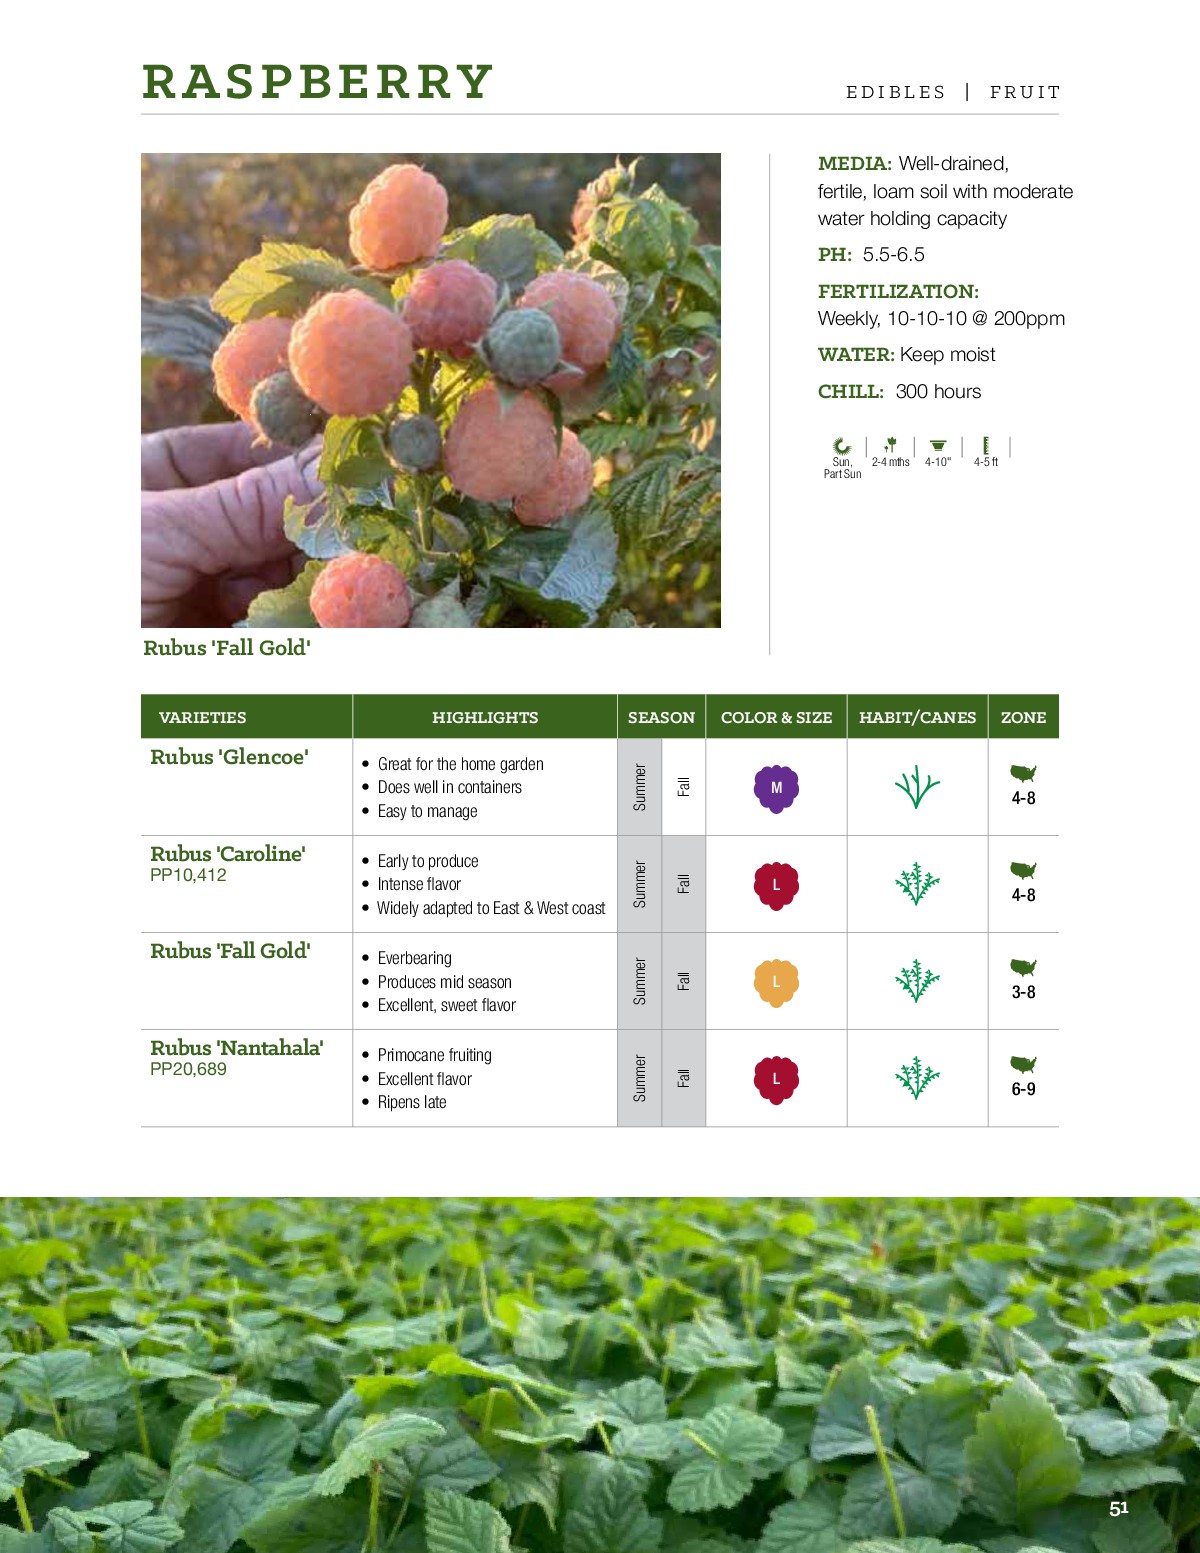 RASPBERRY
EDIBLES | FRUIT
MEDIA: Well-drained,
fertile, loam soil with moderate
water holding capacity
PH: 5.5-6.5
FERTILIZATION:
Weekly, 10-10-10 @ 200ppm
WATER: Keep moist
CHILL: 300 hours
Sun,
Part Sun
2-4 mths
4-10"
4-5 ft
Rubus 'Fall Gold'
VARIETIES HIGHLIGHTS SEASON COLOR & SIZE HABIT/CANES ZONE
Rubus 'Glencoe'
• Great for the home garden
• Does well in containers
• Easy to manage
Summer
Fall
M
4-8
Rubus 'Caroline'
PP10,412
• Early to produce
• Intense flavor
• Widely adapted to East & West coast
Summer
Fall
L
4-8
Rubus 'Fall Gold'
• Everbearing
• Produces mid season
• Excellent, sweet flavor
Summer
Fall
L
3-8
Rubus 'Nantahala'
PP20,689
• Primocane fruiting
• Excellent flavor
• Ripens late
Summer
Fall
L
6-9
51